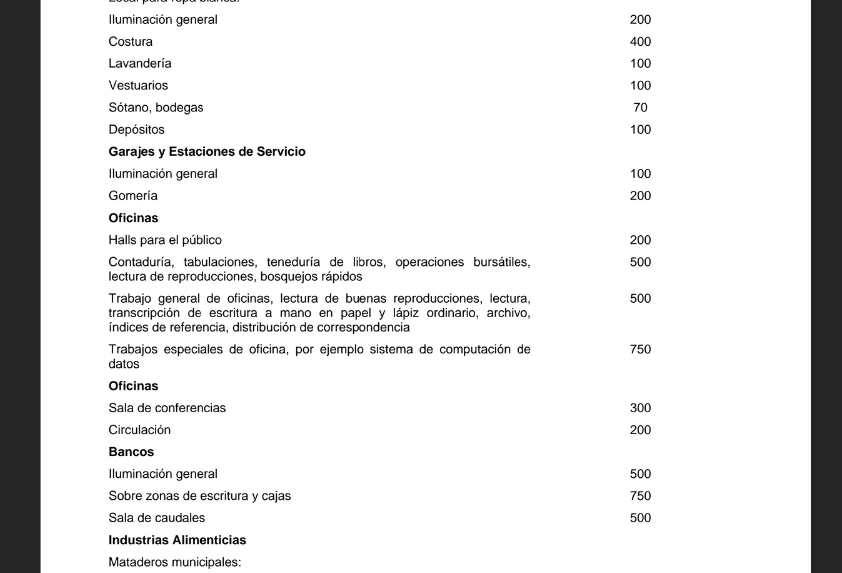 Local para ropa blanca:
Iluminación general 200
Costura 400
Lavandería 100
Vestuarios 100
Sótano, bodegas 70
Depósitos 100
Garajes y Estaciones de Servicio
Iluminación general 100
Gomería 200
Oficinas
Halls para el público 200
Contaduría, tabulaciones, teneduría de libros, operaciones bursátiles, 500
lectura de reproducciones, bosquejos rápidos
Trabajo general de oficinas, lectura de buenas reproducciones, lectura, 500
transcripción de escritura a mano en papel y lápiz ordinario, archivo,
índices de referencia, distribución de correspondencia
Trabajos especiales de oficina, por ejemplo sistema de computación de 750
datos
Oficinas
Sala de conferencias 300
Circulación 200
Bancos
Iluminación general 500
Sobre zonas de escritura y cajas 750
Sala de caudales 500
Industrias Alimenticias
Mataderos municipales: